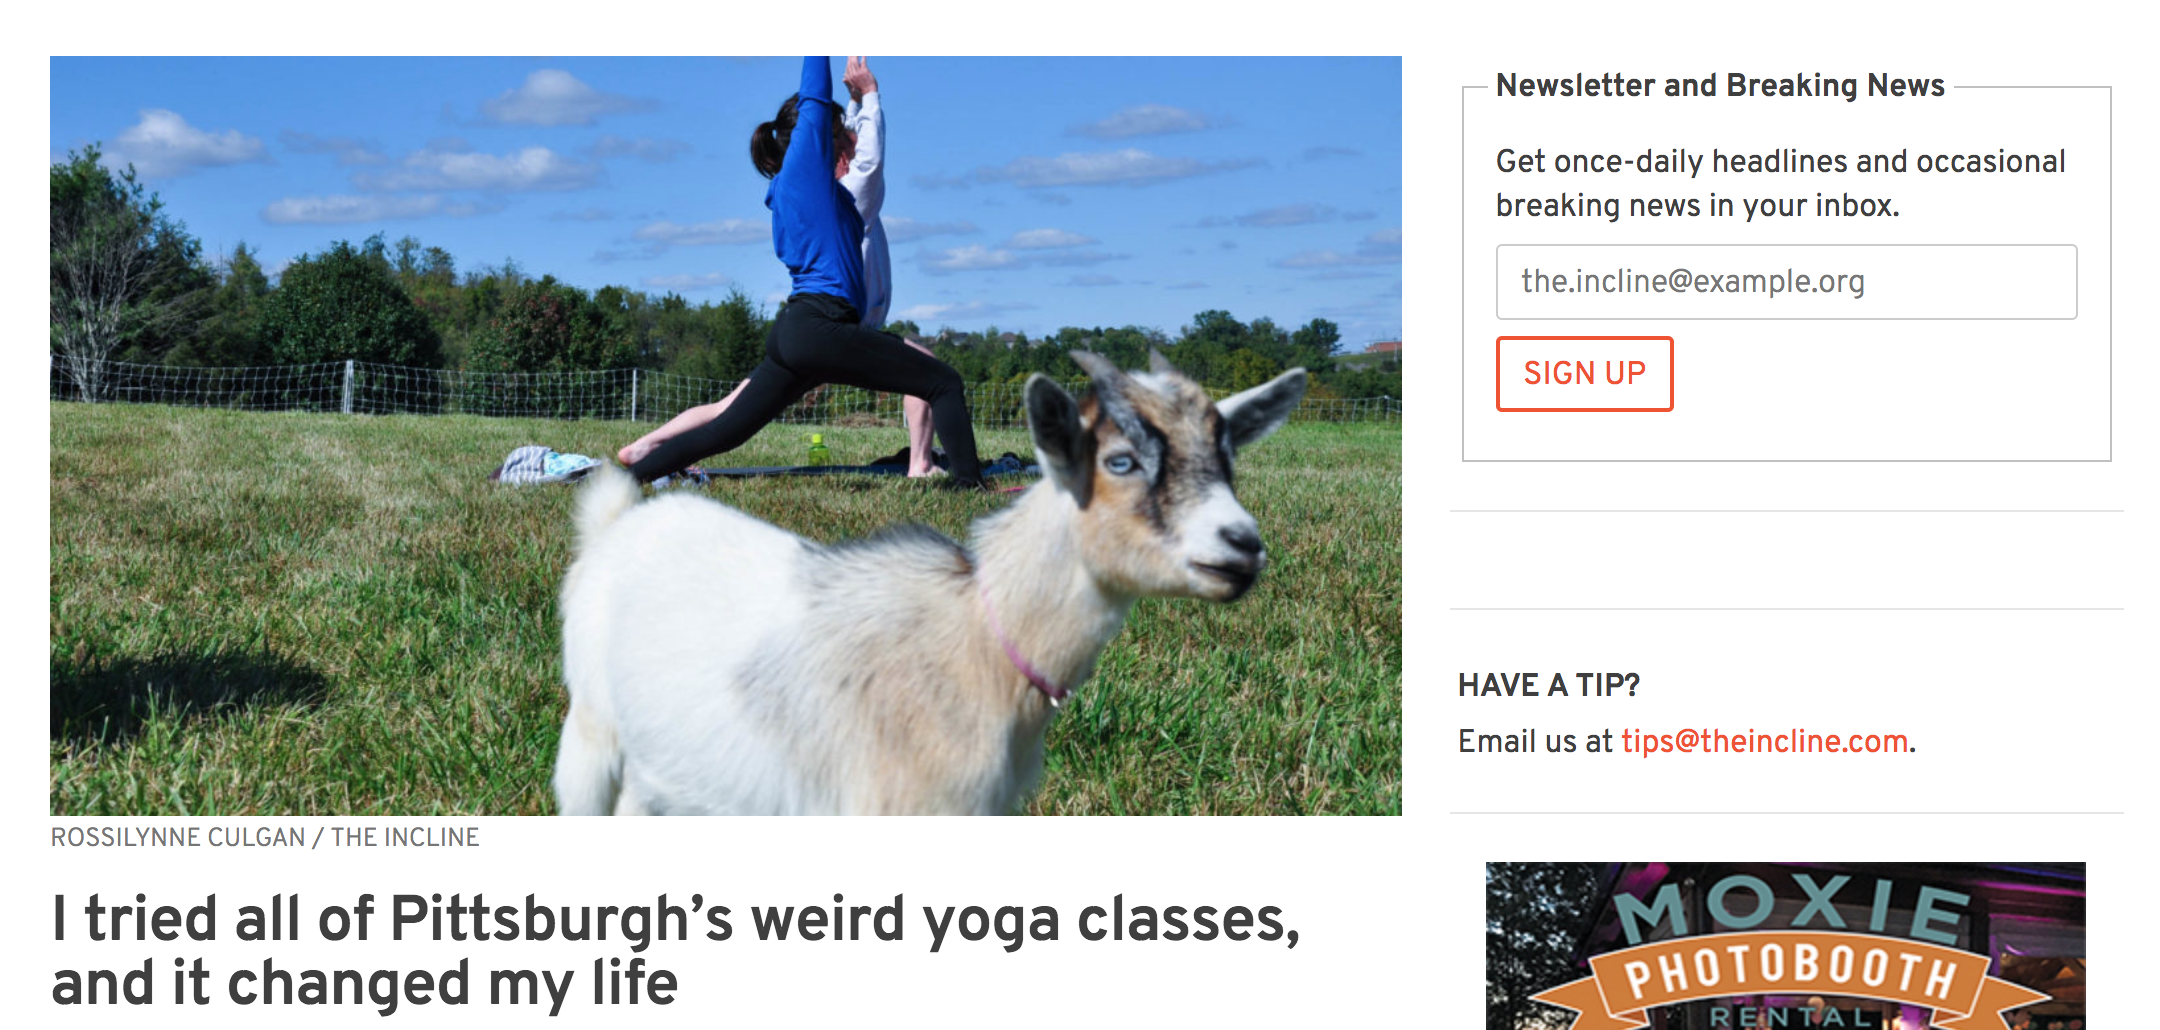 ROSSILYNNE CULGAN / THE INCLINE
I tried all of Pittsburgh’s weird yoga classes,
and it changed my life
Newsletter and Breaking News
Get once-daily headlines and occasional
breaking news in your inbox.
the.incline@example.org
SIGN UP
HAVE A TIP?
Email us at tips@theincline.com.
MOXIE
PHOTOBOOTH
RENTAL